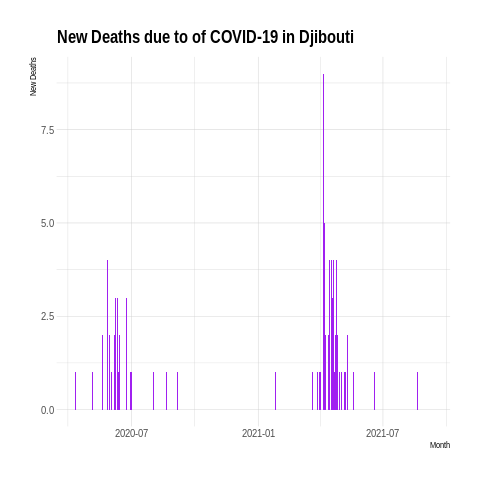 New Deaths due to of COVID-19 in Djibouti
New Deaths
7.5
5.0
2.5
0.0
2020-07
2021-01
2021-07
Month